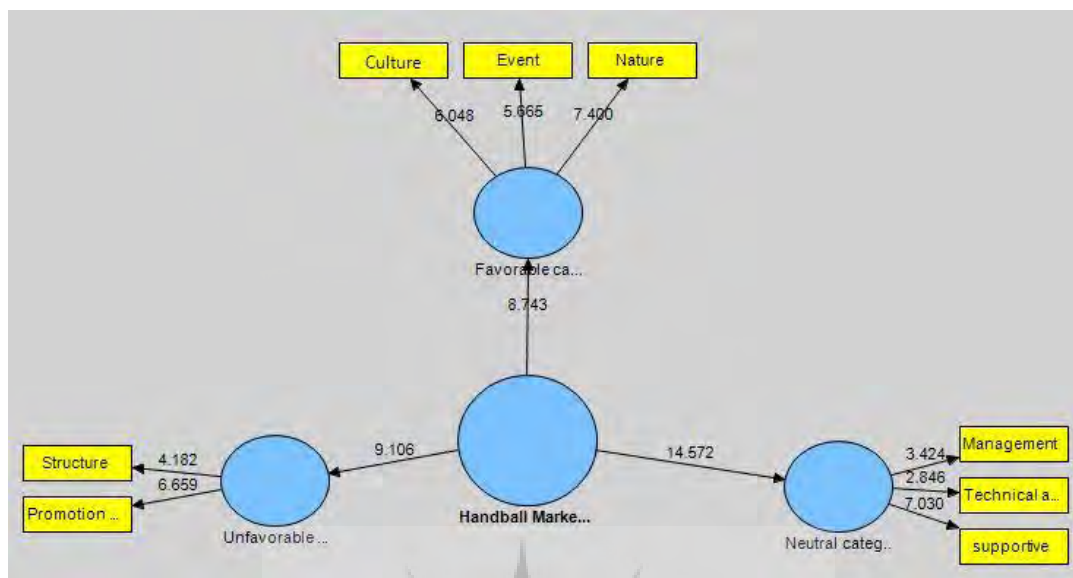 Culture
Event
Nature
6.048
5.665
7.400
Favorable ca...
8.743
Structure
Promotion ...
4.182
6.659
Unfavorable ...
9.106
Handball Marke...
14.572
Neutral categ..
3.424
2.846
7.030
Management
Technical a...
supportive